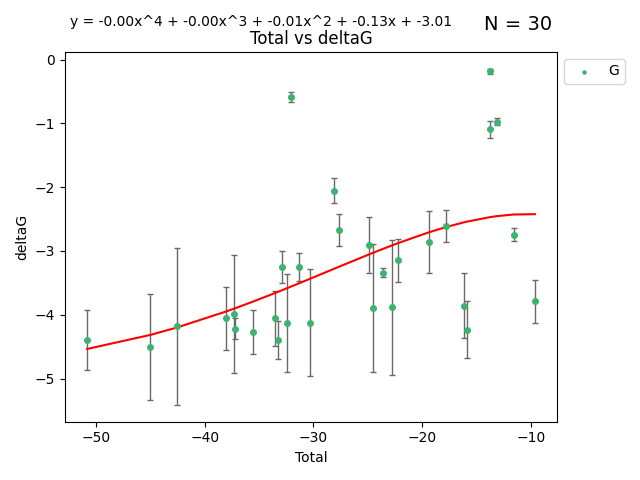 y = -0.00x^4 + -0.00x^3 + -0.01x^2 + -0.13x + -3.01
N = 30
Total vs deltaG
G
0
−1
−2
−3
−4
−5
deltaG
−50 −40 −30 −20 −10
Total